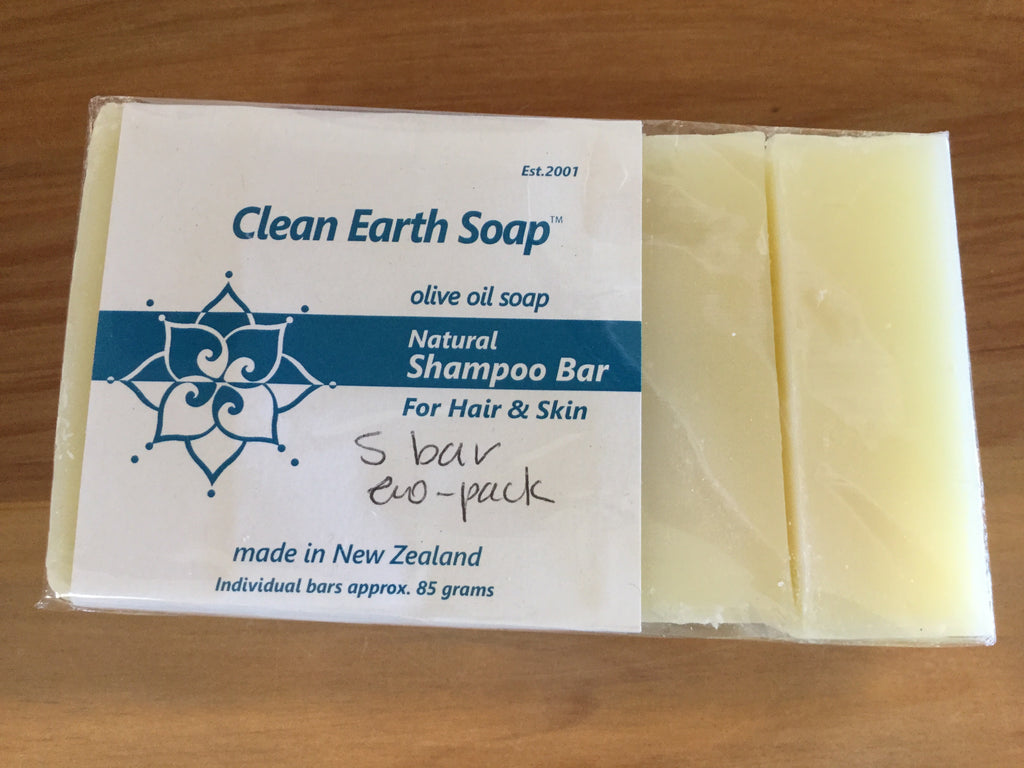 Est.2001
Clean Earth Soap™
olive oil soap
Natural
Shampoo Bar
For Hair & Skin
5 bar
evo-pack
made in New Zealand
Individual bars approx. 85 grams